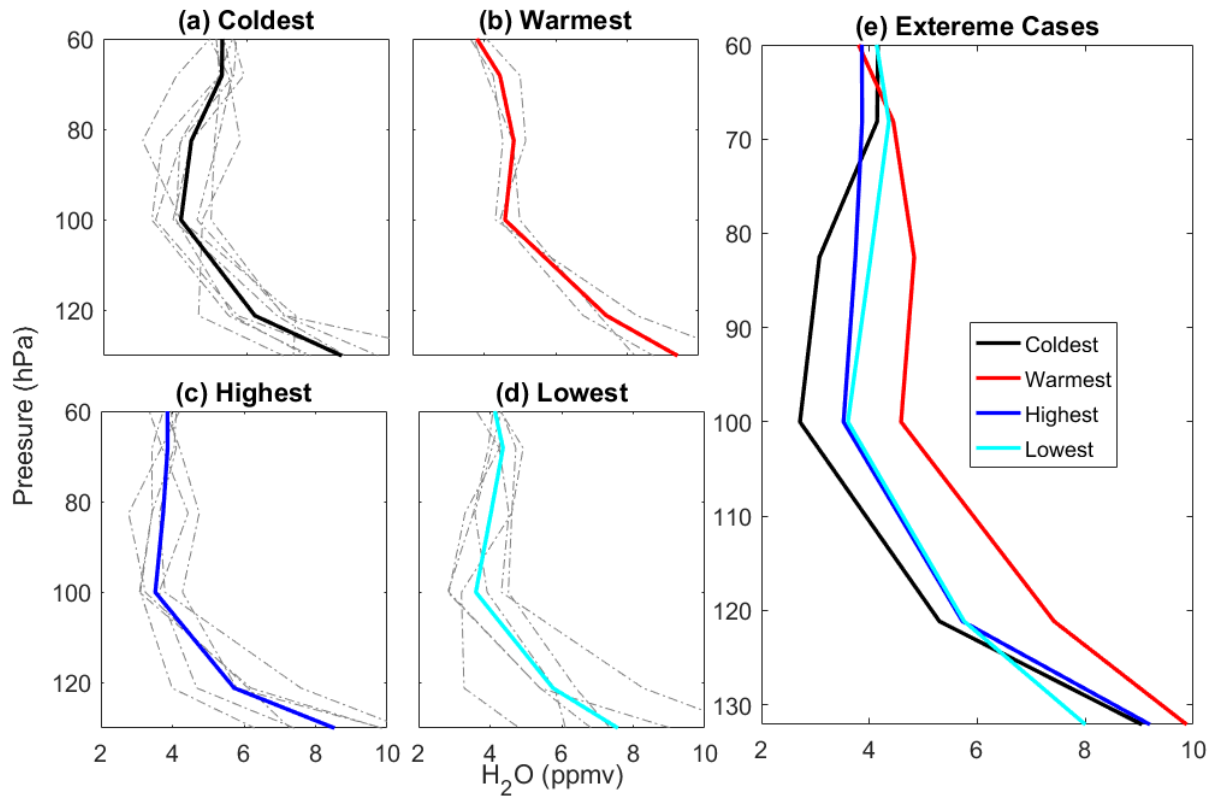 (a) Coldest
(b) Warmest
(e) Extereme Cases
60
80
100
120
(c) Highest
(d) Lowest
60
80
100
120
2 4 6 8 10
2 4 6 8 10
Preesure (hPa)
H2O (ppmv)
60
70
80
90
100
110
120
130
2 4 6 8 10
Coldest
Warmest
Highest
Lowest